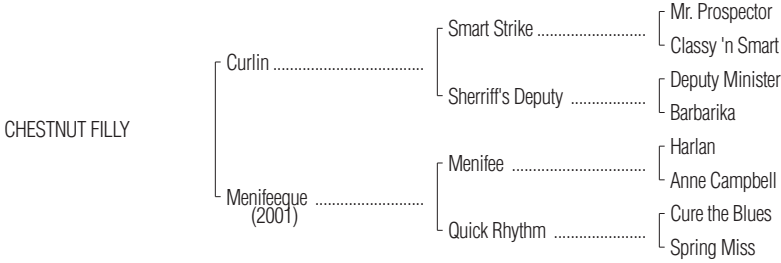 Mr. Prospector
Smart Strike ..........................
Classy 'n Smart
Curlin ....................................
Deputy Minister
Sherriff's Deputy ..................
Barbarika
CHESTNUT FILLY
Harlan
Menifee ..................................
Anne Campbell
Menifeeque ..........................
(2001)
Cure the Blues
Quick Rhythm ......................
Spring Miss